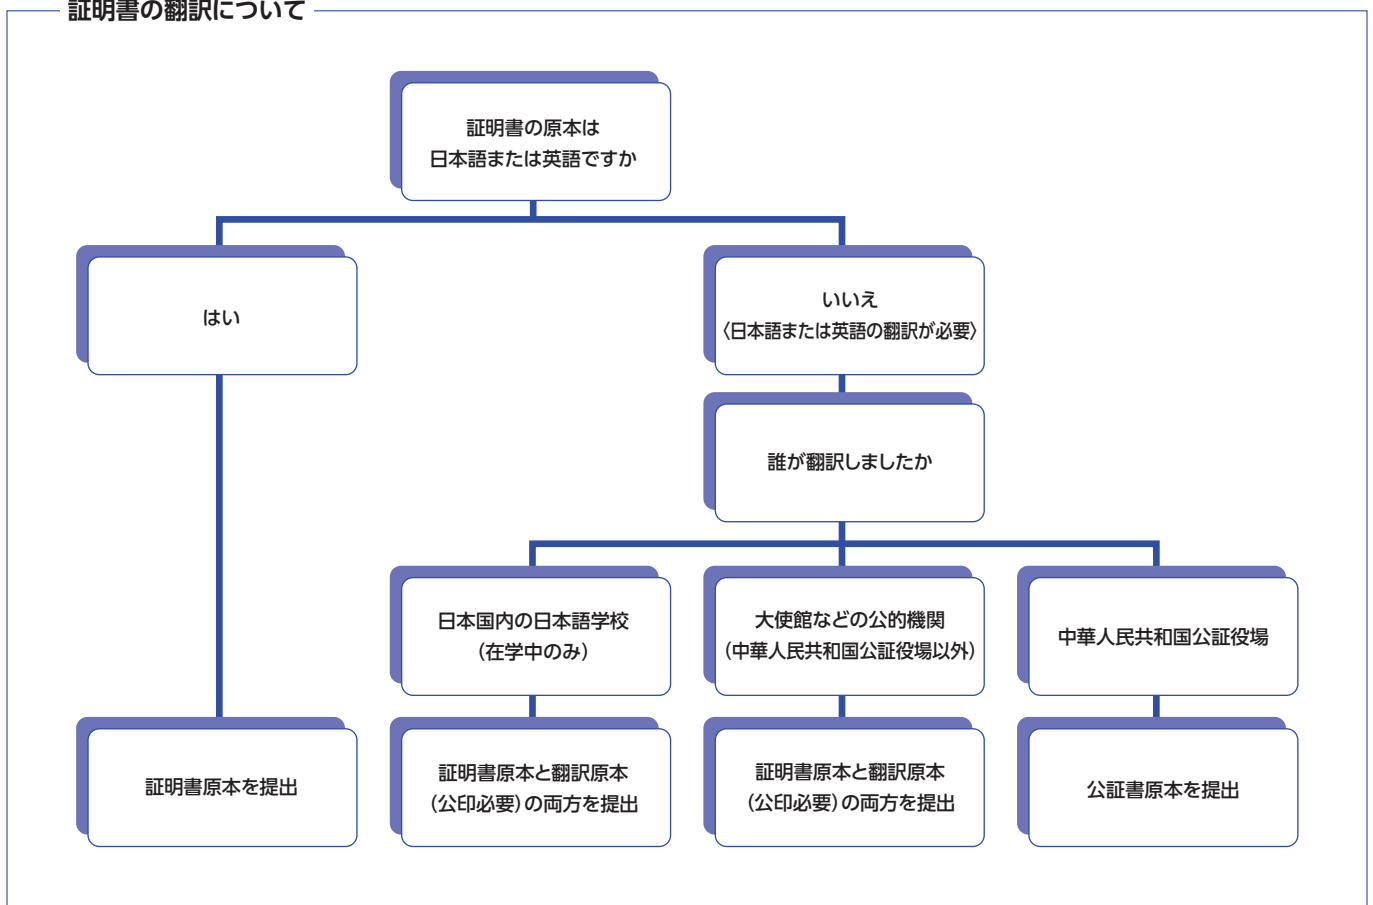 証明書の翻訳について
証明書の原本は
日本語または英語ですか
はい
いいえ
〈日本語または英語の翻訳が必要〉
誰が翻訳しましたか
日本国内の日本語学校
（在学中のみ）
大使館などの公的機関
（中華人民共和国公証役場以外）
中華人民共和国公証役場
証明書原本を提出
証明書原本と翻訳原本
（公印必要）の両方を提出
証明書原本と翻訳原本
（公印必要）の両方を提出
公証書原本を提出